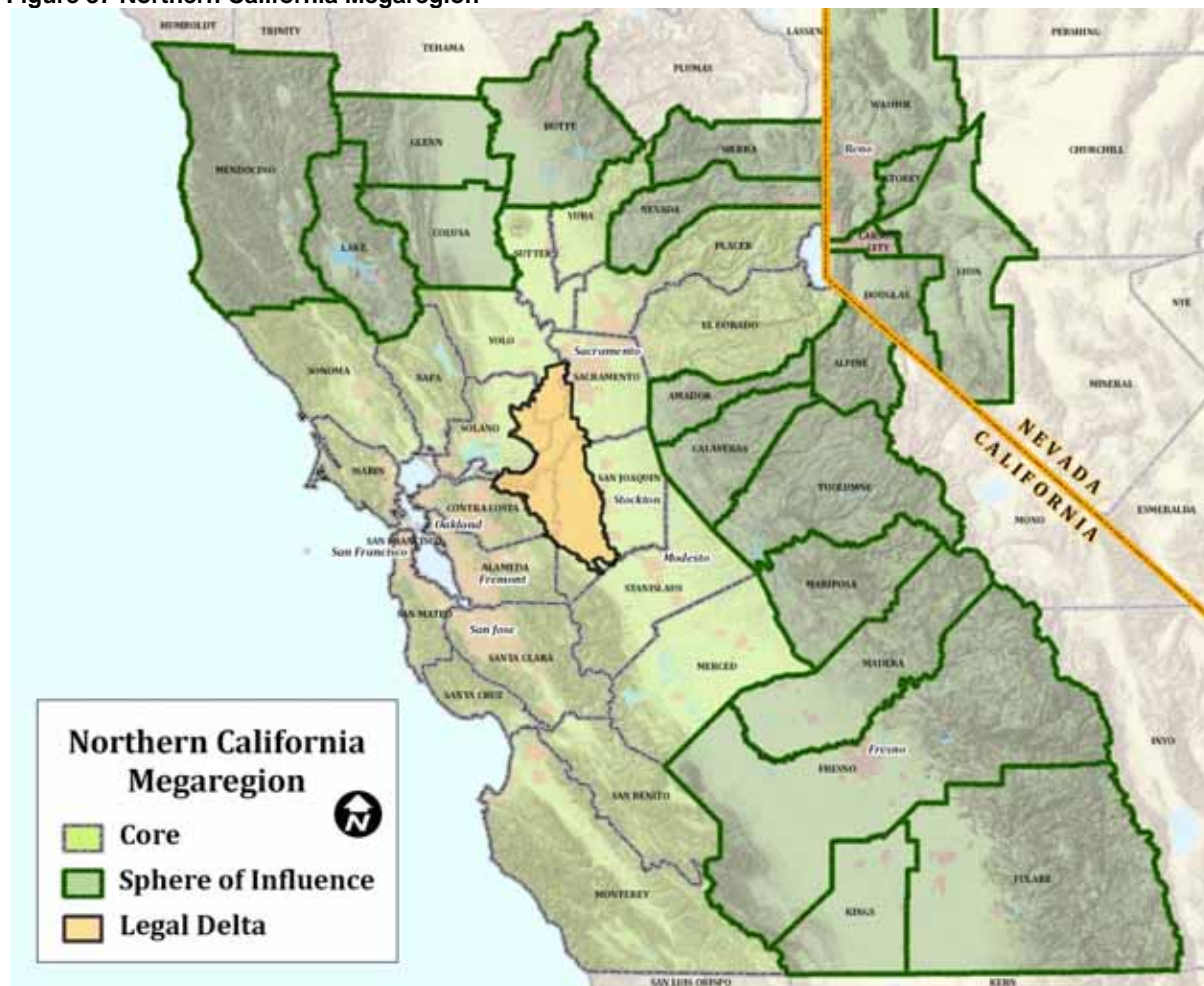 Figure 37 Northern California Megaregion
HUMBOLDT
TRINITY
TEHAMA
LASSEN
PERSHING
PLUMAS
WASHOE
BUTTE
GLENN
SIERRA
Reno
CHURCHILL
MENDOCINO
STOREY
NEVADA
YUBA
COLUSA
LAKE
PLACER
CARSON
CITY
SUTTER
LYON
DOUGLAS
NYE
EL DORADO
YOLO
Sacramento
SONOMA
NAPA
SACRAMENTO
ALPINE
MINERAL
AMADOR
SOLANO
NEVADA
CALAVERAS
CALIFORNIA
MARIN
SAN JOAQUIN
TUOLUMNE
Stockton
CONTRA COSTA
ESMERALDA
MONO
Oakland
SAN FRANCISCO
San Francisco
Modesto
ALAMEDA
Fremont
STANISLAUS
MARIPOSA
SAN MATEO
San Jose
SANTA CLARA
MERCED
MADERA
SANTA CRUZ
INYO
Fresno
FRESNO
SAN BENITO
TULARE
MONTEREY
KINGS
SAN LUIS OBISPO
KERN
Northern California
Megaregion
N
Core
Sphere of Influence
Legal Delta